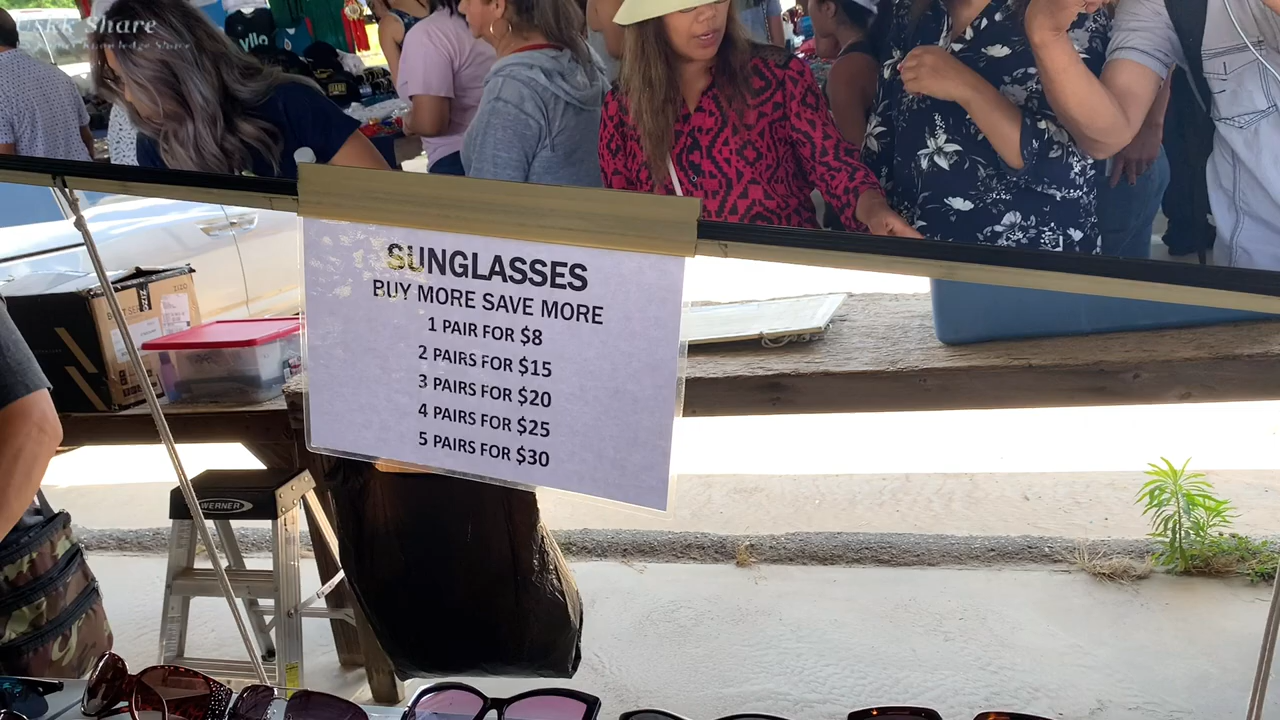 Share
SUNGLASSES
BUY MORE SAVE MORE
1 PAIR FOR $8
2 PAIRS FOR $15
3 PAIRS FOR $20
4 PAIRS FOR $25
5 PAIRS FOR $30
WERNER